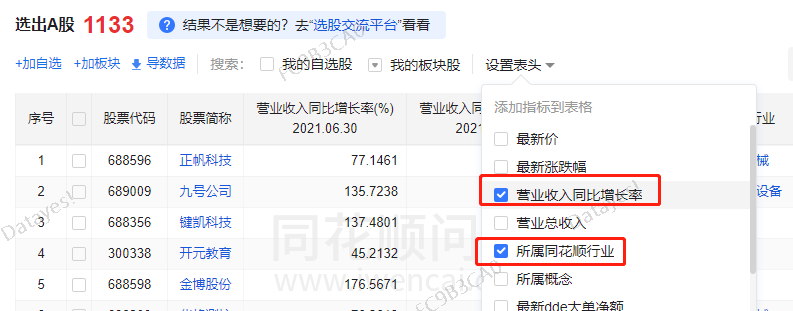 选出A股 1133
? 结果不是想要的？去“选股交流平台”看看
+加自选 +加板块 导数据 搜索： 我的自选股 我的板块股 设置表头
序号 股票代码 股票简称 营业收入同比增长率(%)
2021.06.30
营业收入同
2021
行业
1 688596 正帆科技 77.1461
械
2 689009 九号公司 135.7238
设备
3 688356 键凯科技 137.4801
4 300338 开元教育 45.2132
5 688598 金博股份 176.5671
添加指标到表格
最新价
最新涨跌幅
营业收入同比增长率
营业总收入
所属同花顺行业
所属概念
最新dde大单净额
同花顺问
www.iwencai
Datayes!
FC9B3CA0
Datayes!
FC9B3CA0